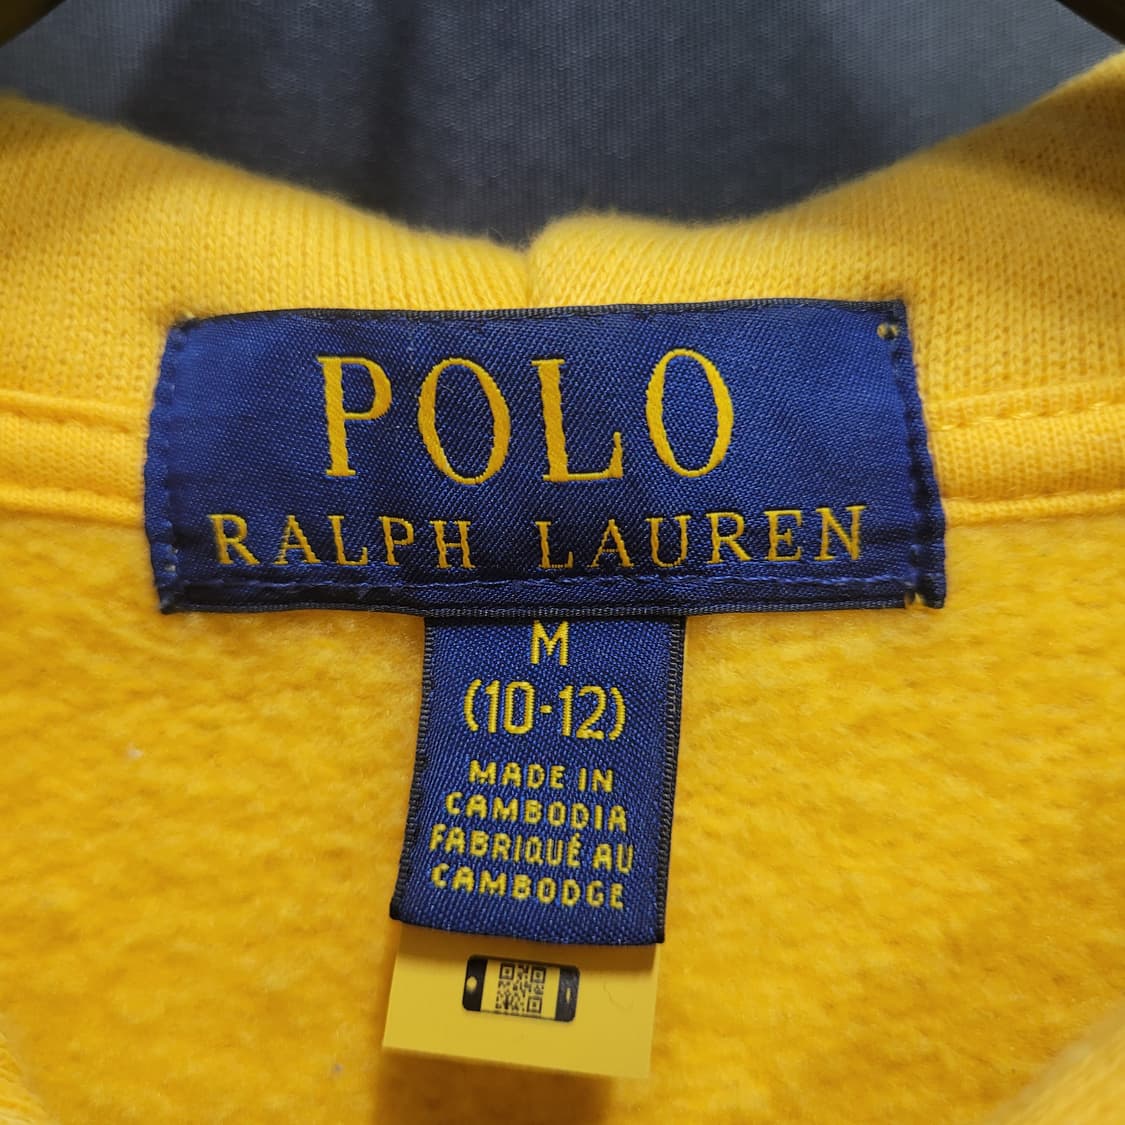 POLO
RALPH LAUREN
M
(10-12)
MADE IN
CAMBODIA
FABRIQUÉ AU
CAMBODGE